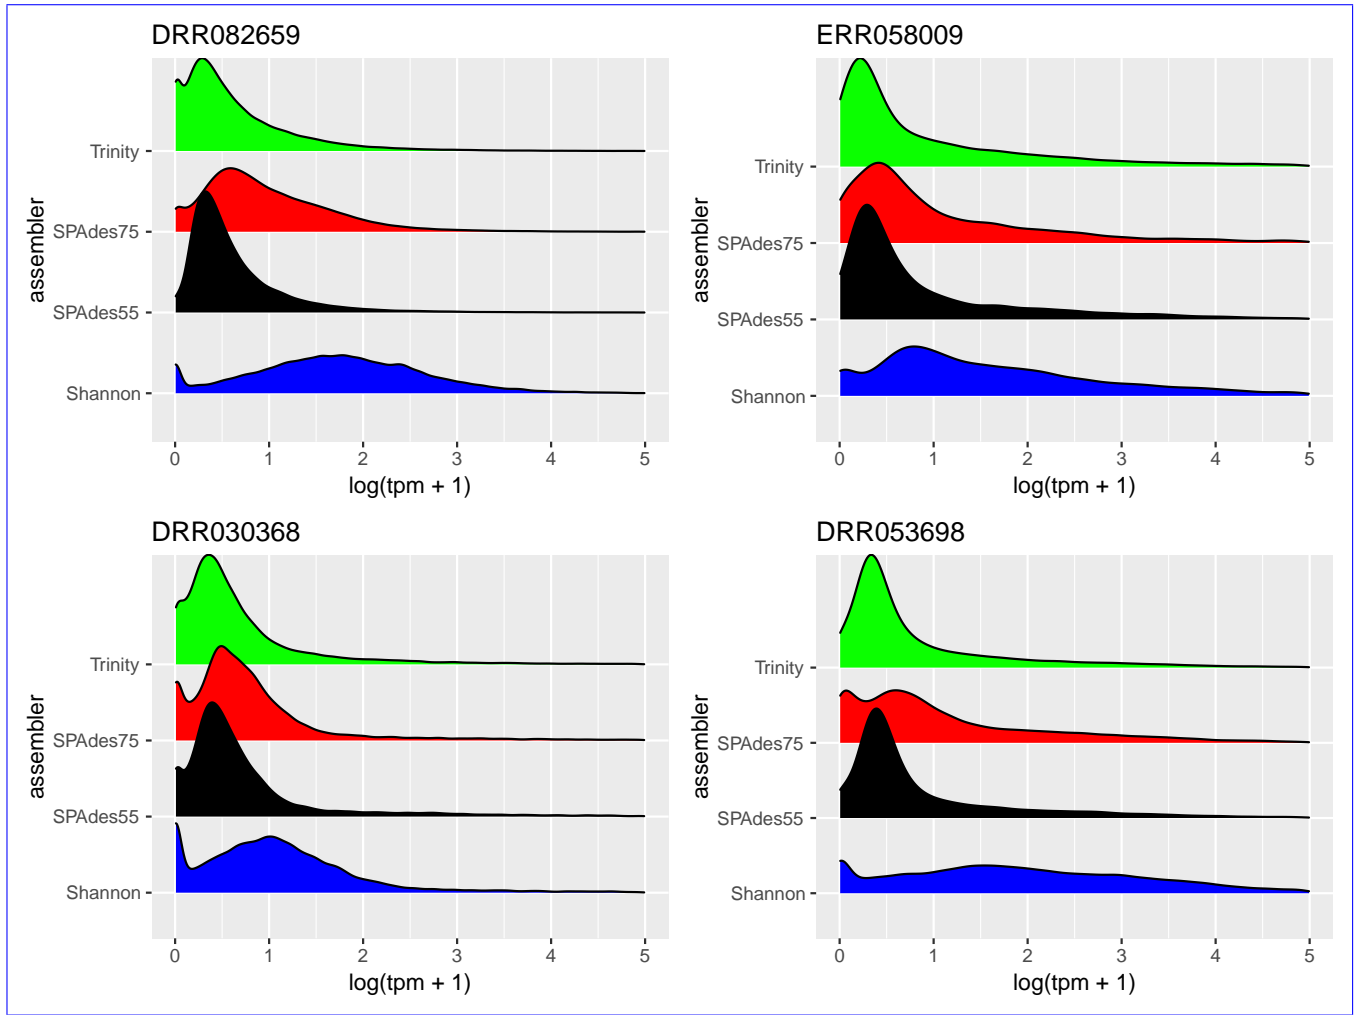 DRR082659
assembler
Trinity
SPAdes75
SPAdes55
Shannon
0 1 2 3 4 5
log(tpm + 1)
ERR058009
assembler
Trinity
SPAdes75
SPAdes55
Shannon
0 1 2 3 4 5
log(tpm + 1)
DRR030368
assembler
Trinity
SPAdes75
SPAdes55
Shannon
0 1 2 3 4 5
log(tpm + 1)
DRR053698
assembler
Trinity
SPAdes75
SPAdes55
Shannon
0 1 2 3 4 5
log(tpm + 1)